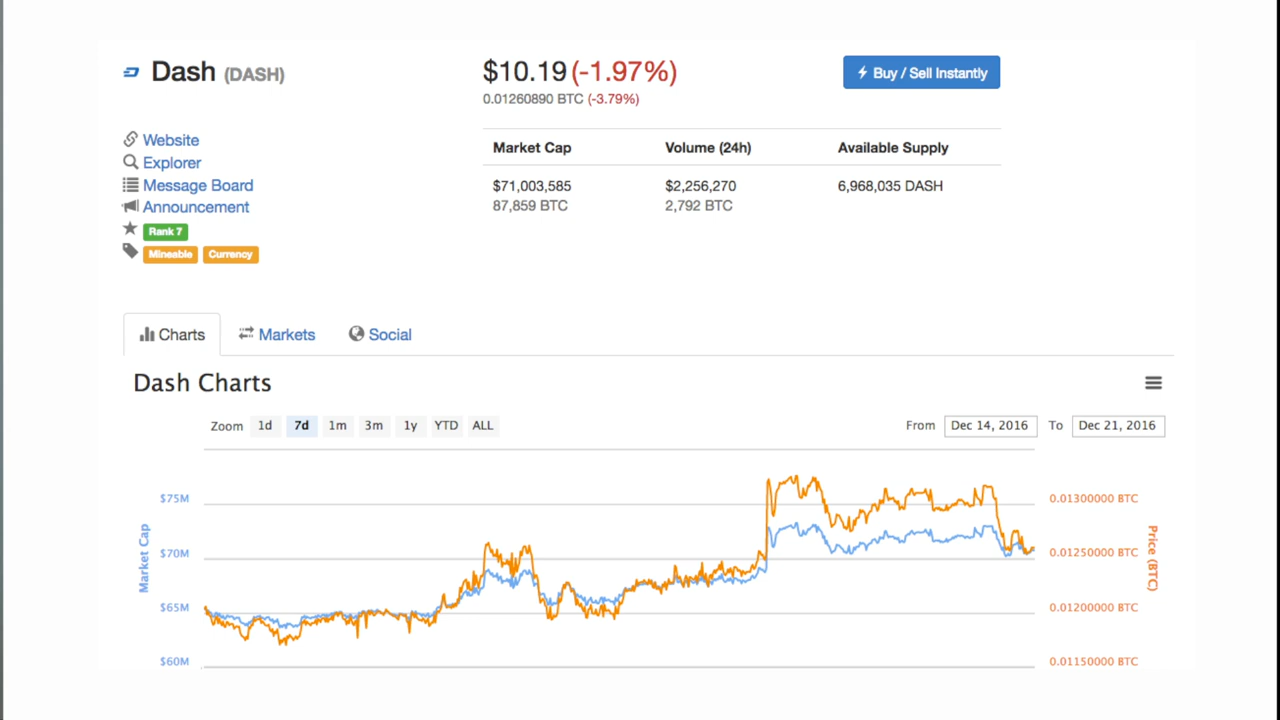 Dash (DASH)
$10.19 (-1.97%)
0.01260890 BTC (-3.79%)
Buy / Sell Instantly
Website
Explorer
Message Board
Announcement
Rank 7
Mineable Currency
Market Cap Volume (24h) Available Supply
$71,003,585 $2,256,270 6,968,035 DASH
87,859 BTC 2,792 BTC
Charts Markets Social
Dash Charts
Zoom 1d 7d 1m 3m 1y YTD ALL
From Dec 14, 2016 To Dec 21, 2016
Market Cap
$75M
$70M
$65M
$60M
0.01300000 BTC
0.01250000 BTC
0.01200000 BTC
0.01150000 BTC
Price (BTC)